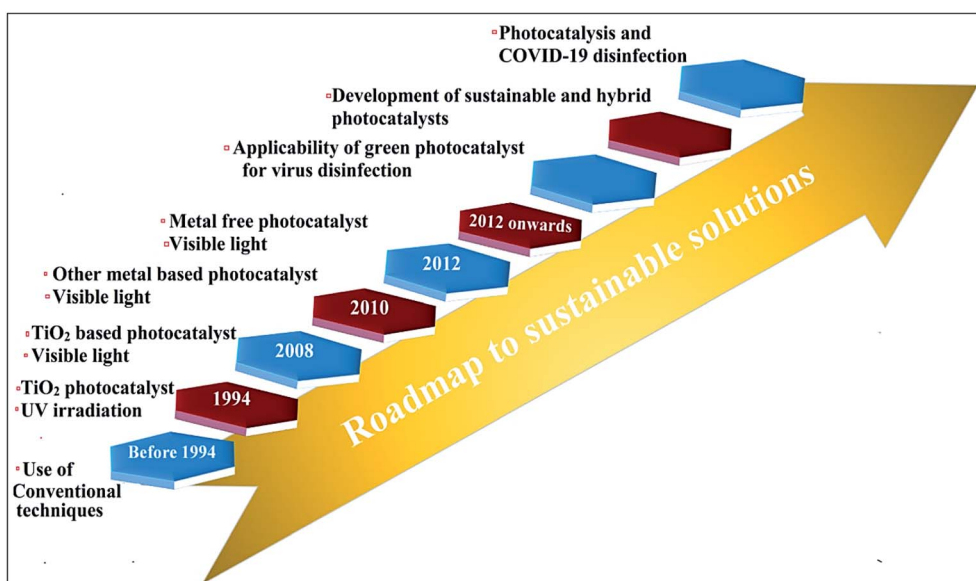 ▫Photocatalysis and
COVID-19 disinfection
▫Development of sustainable and hybrid
photocatalysts
▫Applicability of green photocatalyst
for virus disinfection
▫Metal free photocatalyst
▫Visible light
2012 onwards
▫Other metal based photocatalyst
▫Visible light
2012
▫TiO₂ based photocatalyst
▫Visible light
2010
2008
▫TiO₂ photocatalyst
▫UV irradiation
1994
Before 1994
▫Use of
Conventional
techniques
Roadmap to sustainable solutions